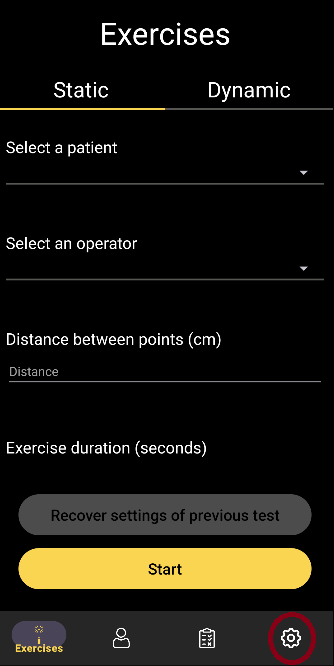 Exercises
Static
Dynamic
Select a patient
Select an operator
Distance between points (cm)
Distance
Exercise duration (seconds)
Recover settings of previous test
Start
Exercises